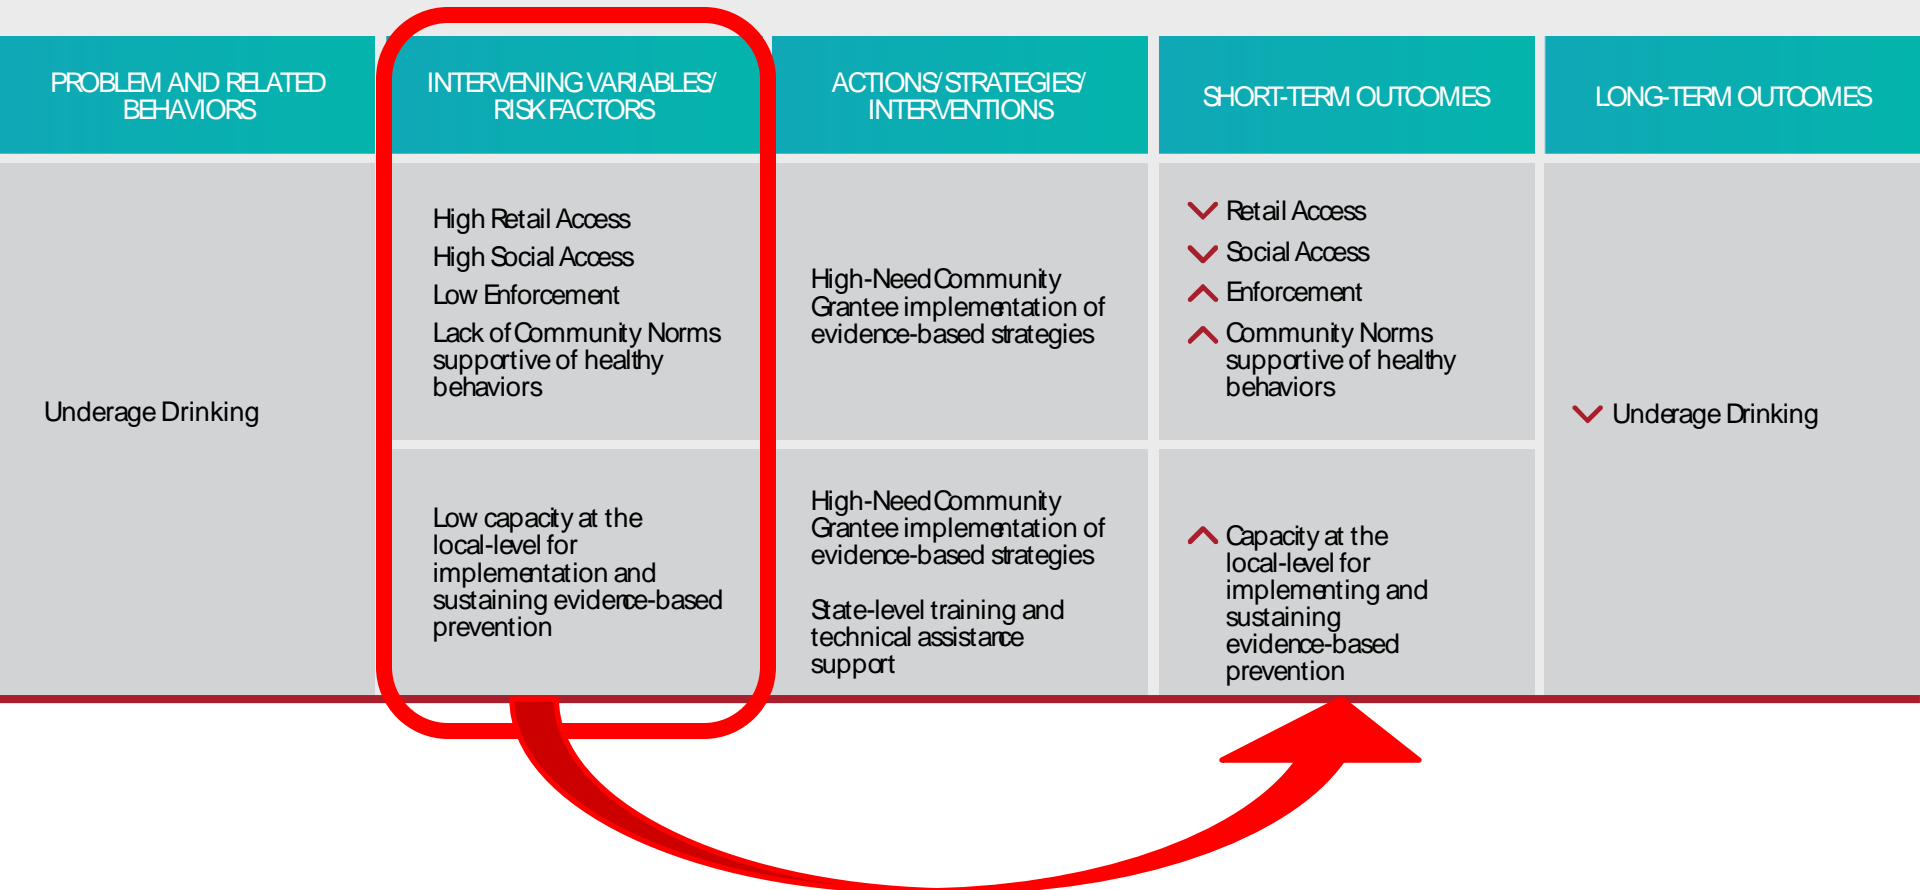 PROBLEM AND RELATED
BEHAVIORS
INTERVENING VARIABLES/
RISK FACTORS
ACTIONS/STRATEGIES/
INTERVENTIONS
SHORT-TERM OUTCOMES
LONG-TERM OUTCOMES
Underage Drinking
High Retail Access
High Social Access
Low Enforcement
Lack of Community Norms
supportive of healthy
behaviors
High-Need Community
Grantee implementation of
evidence-based strategies
Retail Access
Social Access
Enforcement
Community Norms
supportive of healthy
behaviors
Underage Drinking
Low capacity at the
local-level for
implementation and
sustaining evidence-based
prevention
High-Need Community
Grantee implementation of
evidence-based strategies
State-level training and
technical assistance
support
Capacity at the
local-level for
implementing and
sustaining
evidence-based
prevention